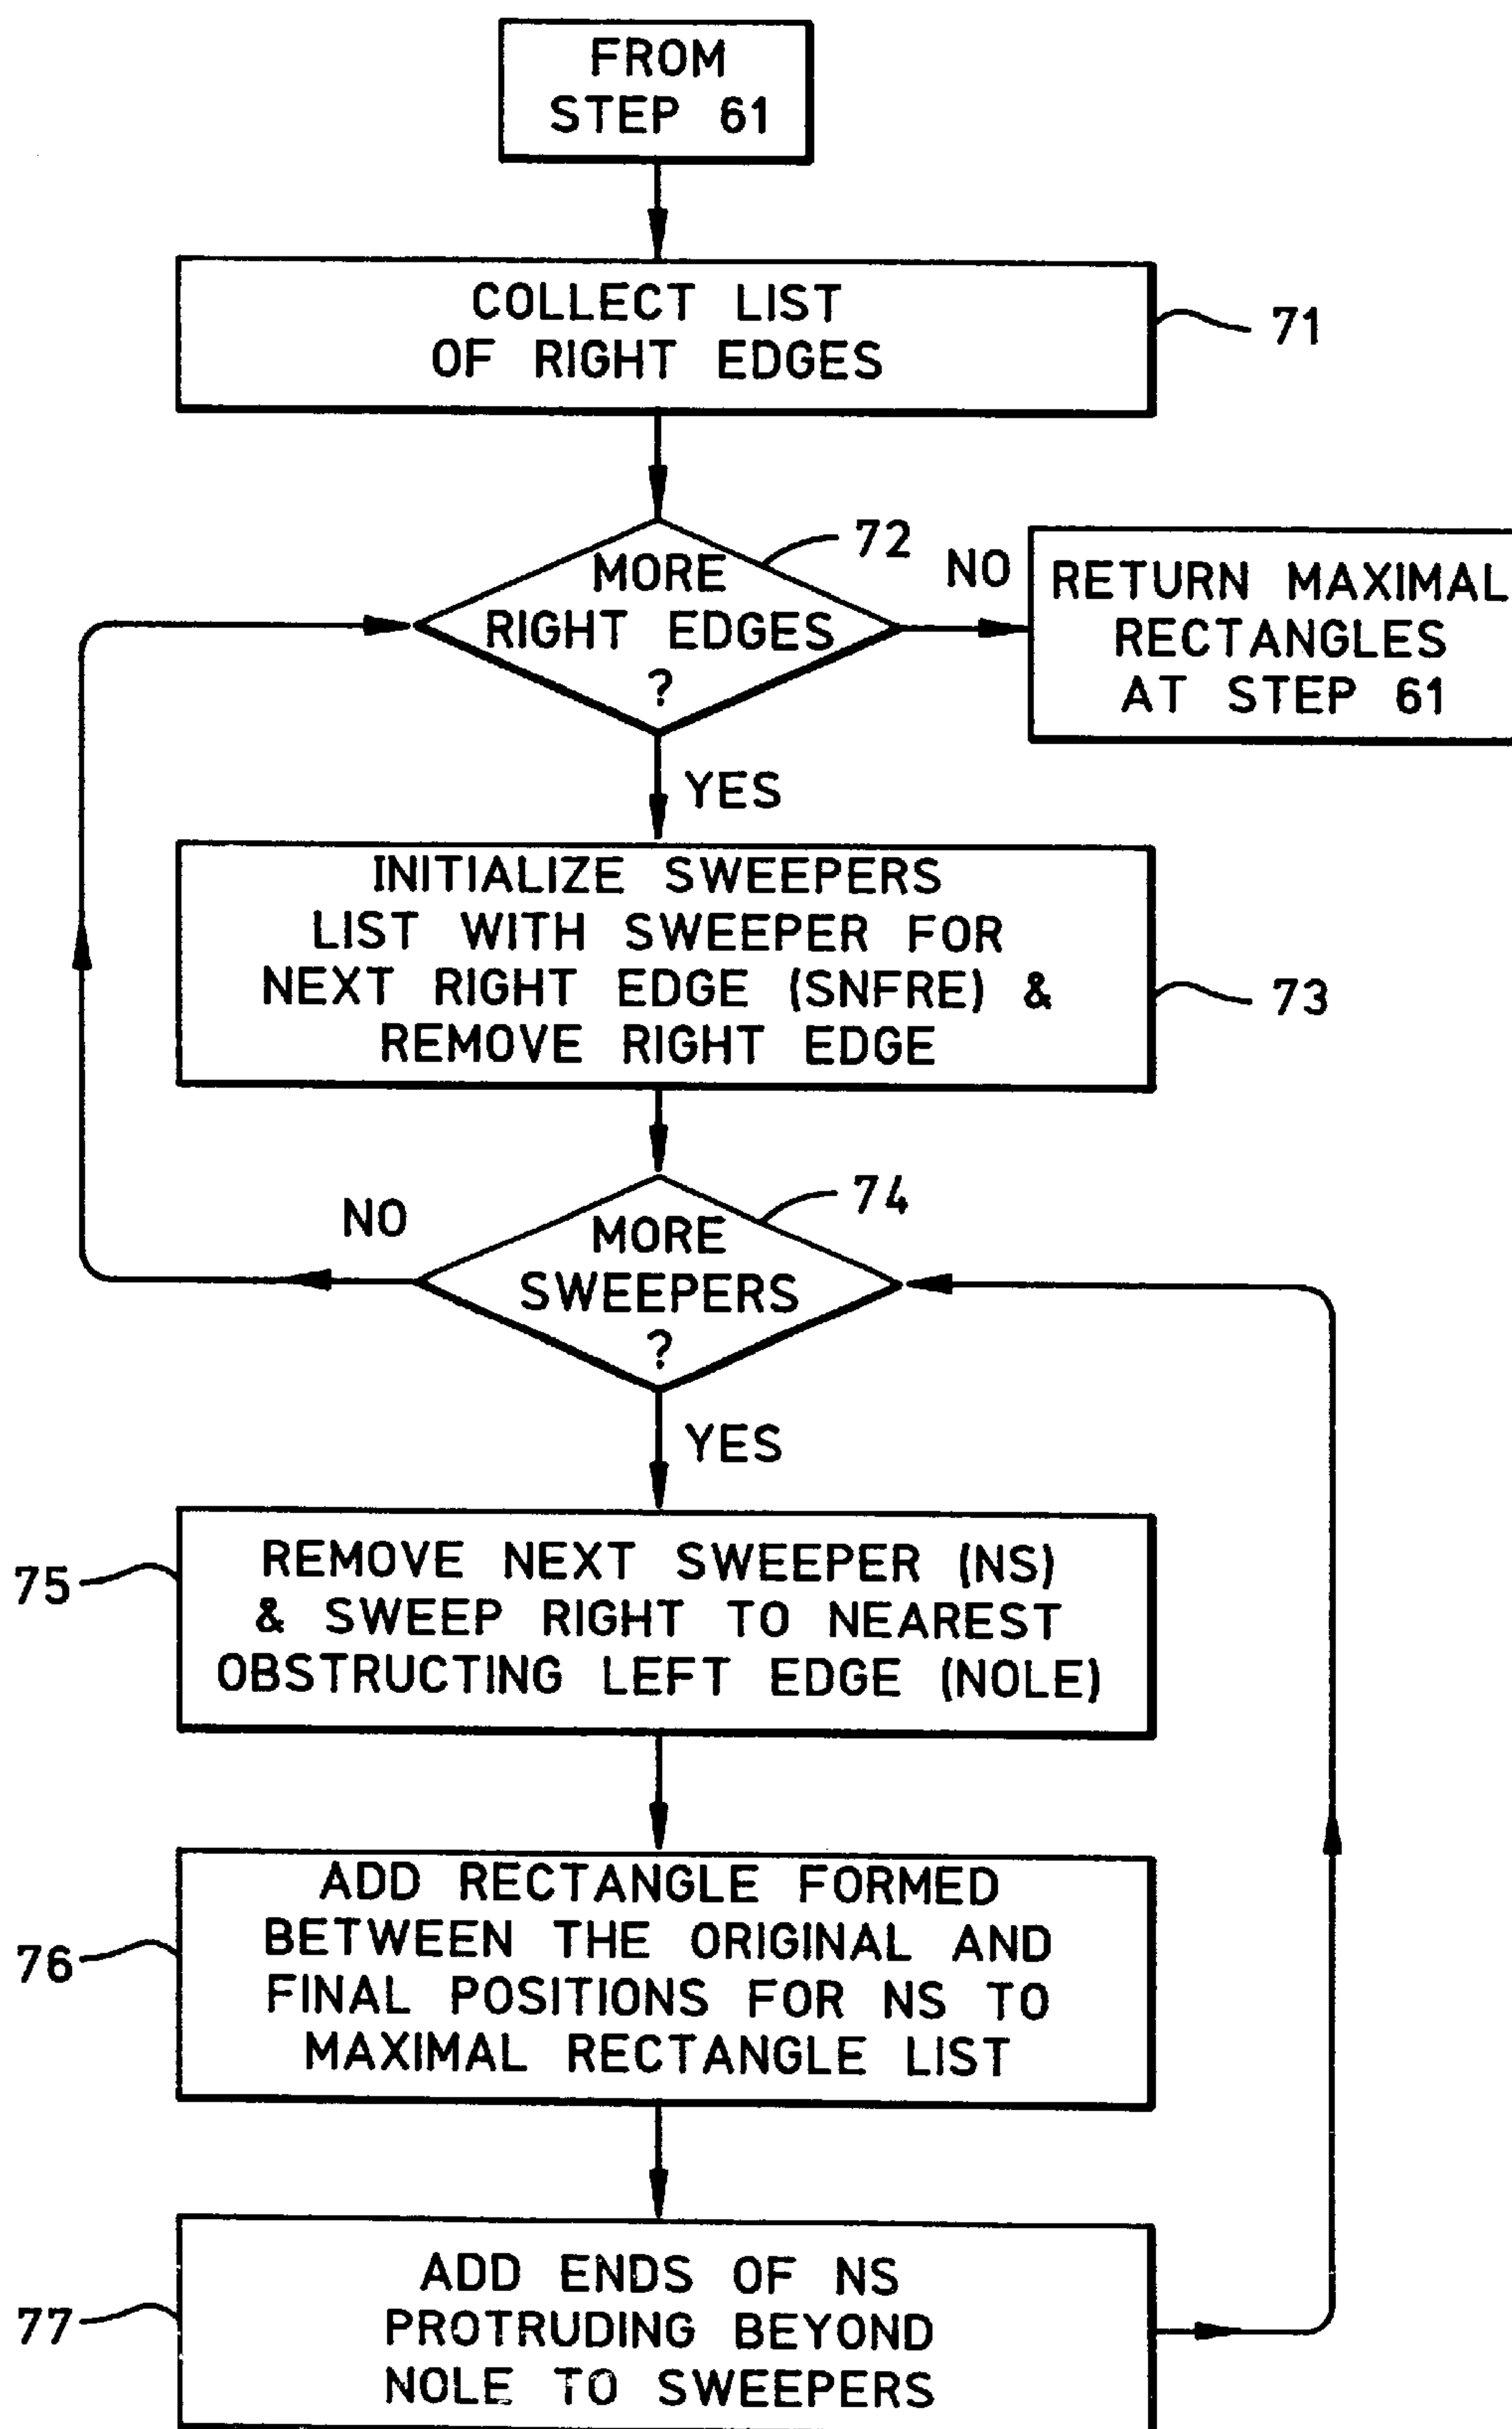 FROM
STEP 61
COLLECT LIST
OF RIGHT EDGES
71
72
MORE
RIGHT EDGES
?
NO
RETURN MAXIMAL
RECTANGLES
AT STEP 61
YES
INITIALIZE SWEEPERS
LIST WITH SWEEPER FOR
NEXT RIGHT EDGE (SNFRE) &
REMOVE RIGHT EDGE
73
74
NO
MORE
SWEEPERS
?
YES
75
REMOVE NEXT SWEEPER (NS)
& SWEEP RIGHT TO NEAREST
OBSTRUCTING LEFT EDGE (NOLE)
76
ADD RECTANGLE FORMED
BETWEEN THE ORIGINAL AND
FINAL POSITIONS FOR NS TO
MAXIMAL RECTANGLE LIST
77
ADD ENDS OF NS
PROTRUDING BEYOND
NOLE TO SWEEPERS